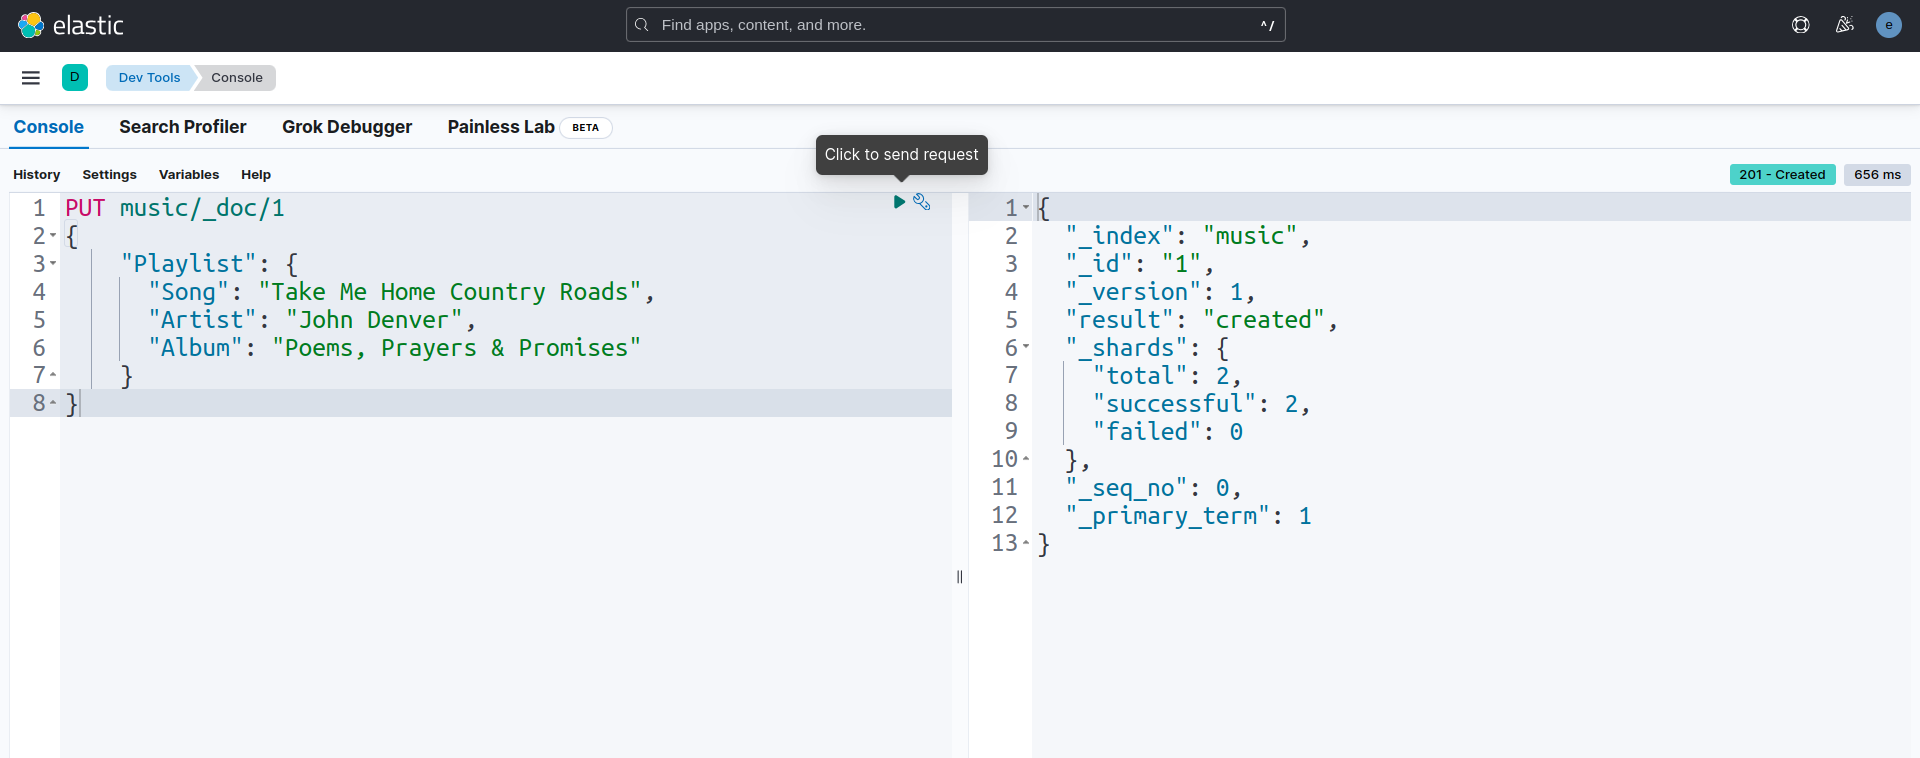 elastic
Find apps, content, and more.
^/
e
D
Dev Tools
Console
Console
Search Profiler
Grok Debugger
Painless Lab
BETA
Click to send request
History
Settings
Variables
Help
201 - Created
656 ms
1 PUT music/_doc/1
2 {
3 "Playlist": {
4 "Song": "Take Me Home Country Roads",
5 "Artist": "John Denver",
6 "Album": "Poems, Prayers & Promises"
7 }
8 }
1 {
2 "_index": "music",
3 "_id": "1",
4 "_version": 1,
5 "result": "created",
6 "_shards": {
7 "total": 2,
8 "successful": 2,
9 "failed": 0
10 },
11 "_seq_no": 0,
12 "_primary_term": 1
13 }